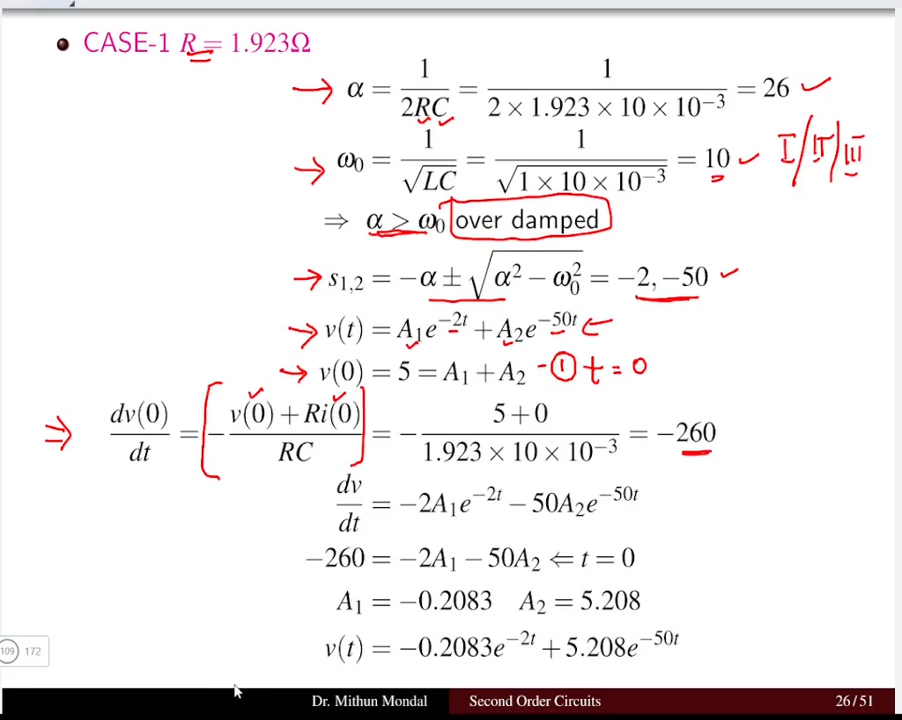 CASE-1 R = 1.923Ω
α = 1/(2RC) = 1/(2 × 1.923 × 10 × 10⁻³) = 26
ω₀ = 1/√(LC) = 1/√(1 × 10 × 10⁻³) = 10 I/II/III
⇒ α > ω₀ over damped
s₁,₂ = −α ± √(α² − ω₀²) = −2, −50
v(t) = A₁e⁻²ᵗ + A₂e⁻⁵⁰ᵗ
v(0) = 5 = A₁ + A₂ - ① t = 0
dv(0)/dt = −(v(0) + Ri(0))/RC = −(5 + 0)/(1.923 × 10 × 10⁻³) = −260
dv/dt = −2A₁e⁻²ᵗ − 50A₂e⁻⁵⁰ᵗ
−260 = −2A₁ − 50A₂ ⇐ t = 0
A₁ = −0.2083 A₂ = 5.208
v(t) = −0.2083e⁻²ᵗ + 5.208e⁻⁵⁰ᵗ
109 172
Dr. Mithun Mondal Second Order Circuits 26/51